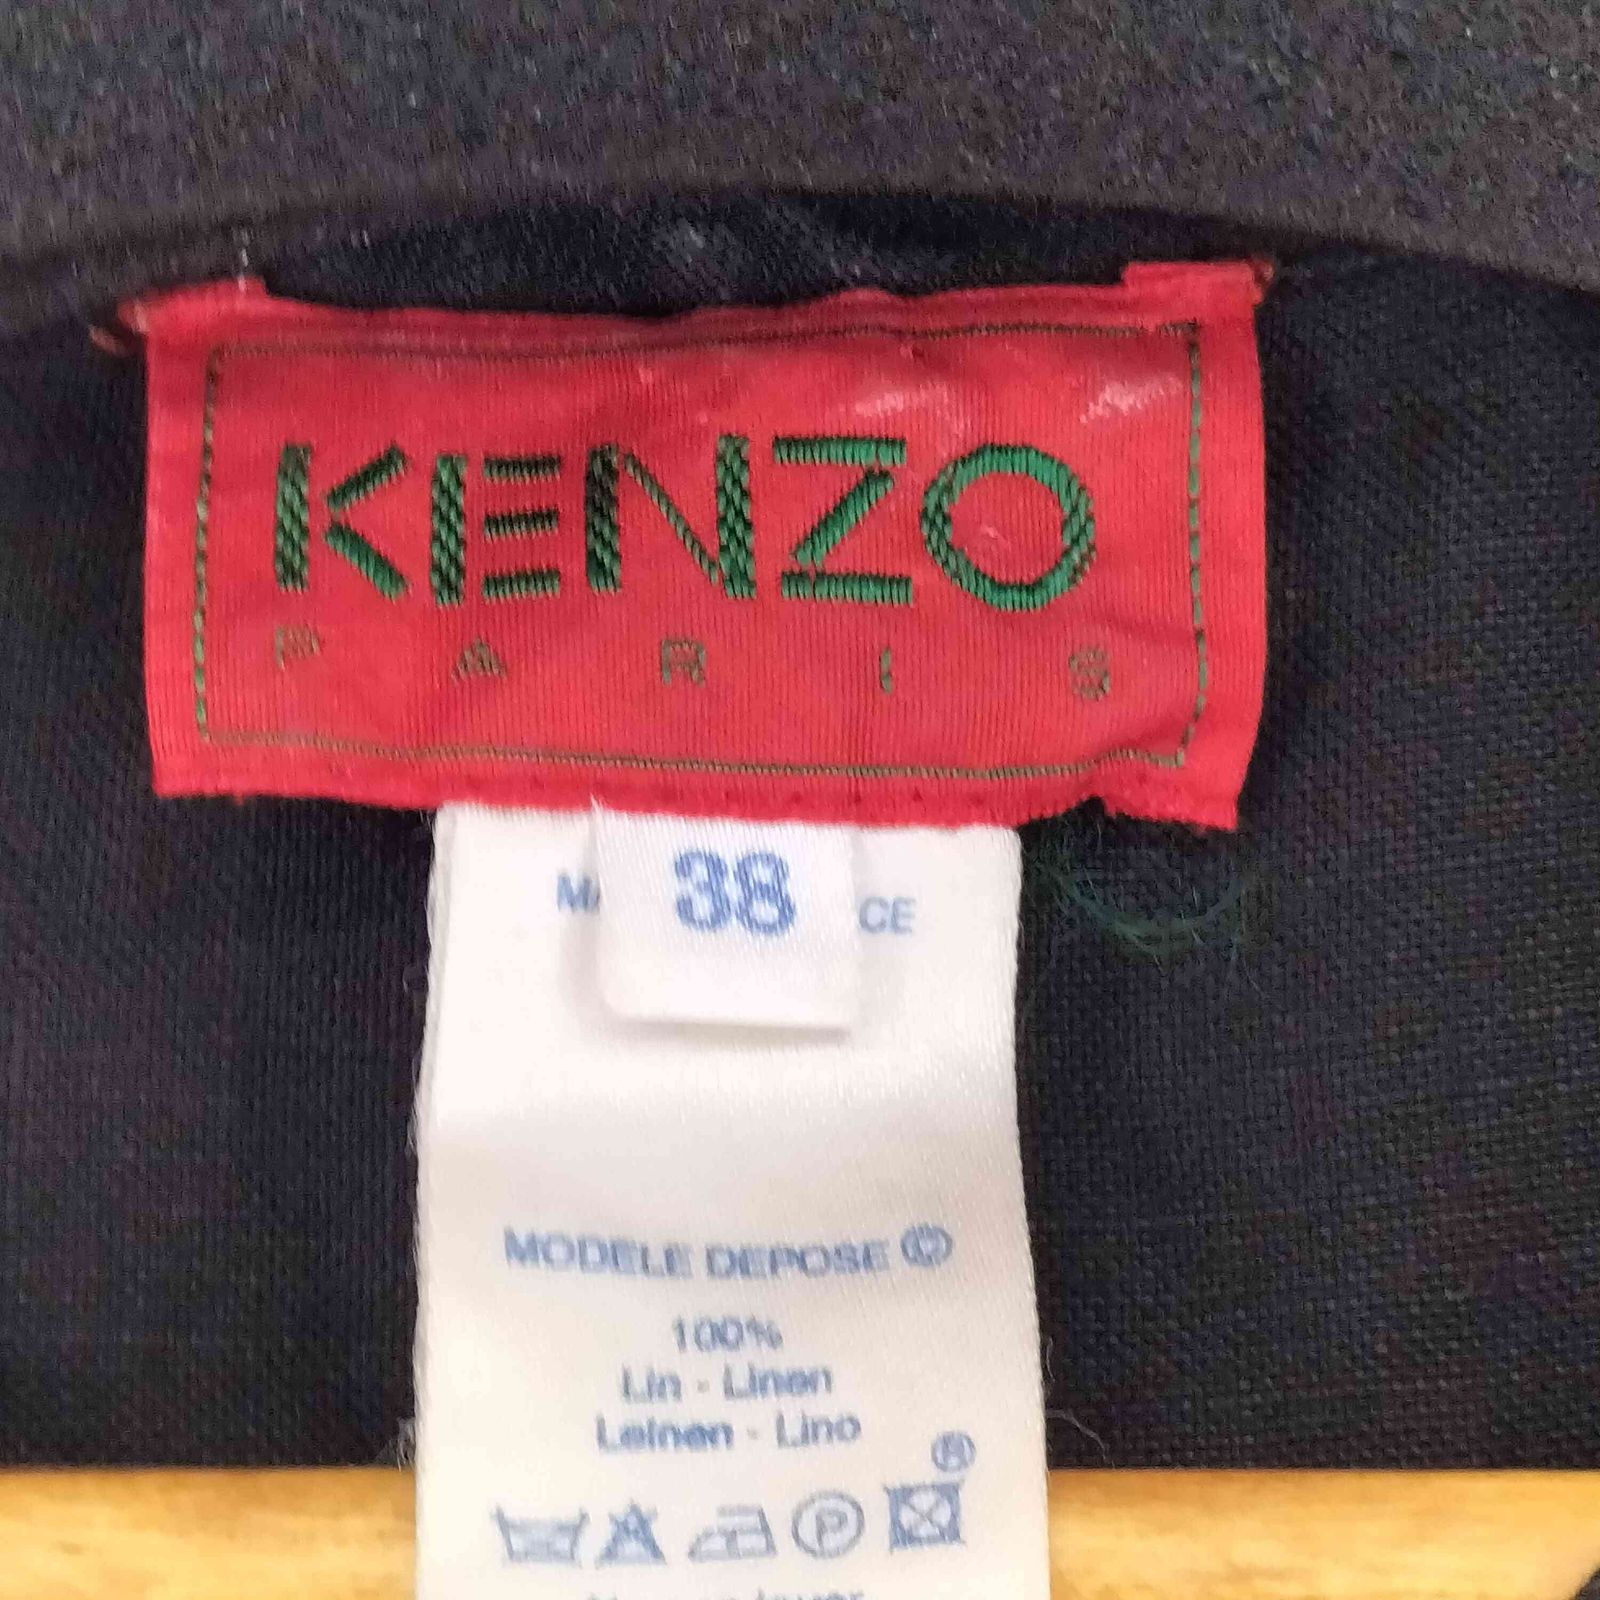 KENZO
PARIS
38
MODELE DEPOSE ©
100%
Lin - Linen
Leinen - Lino
®
P